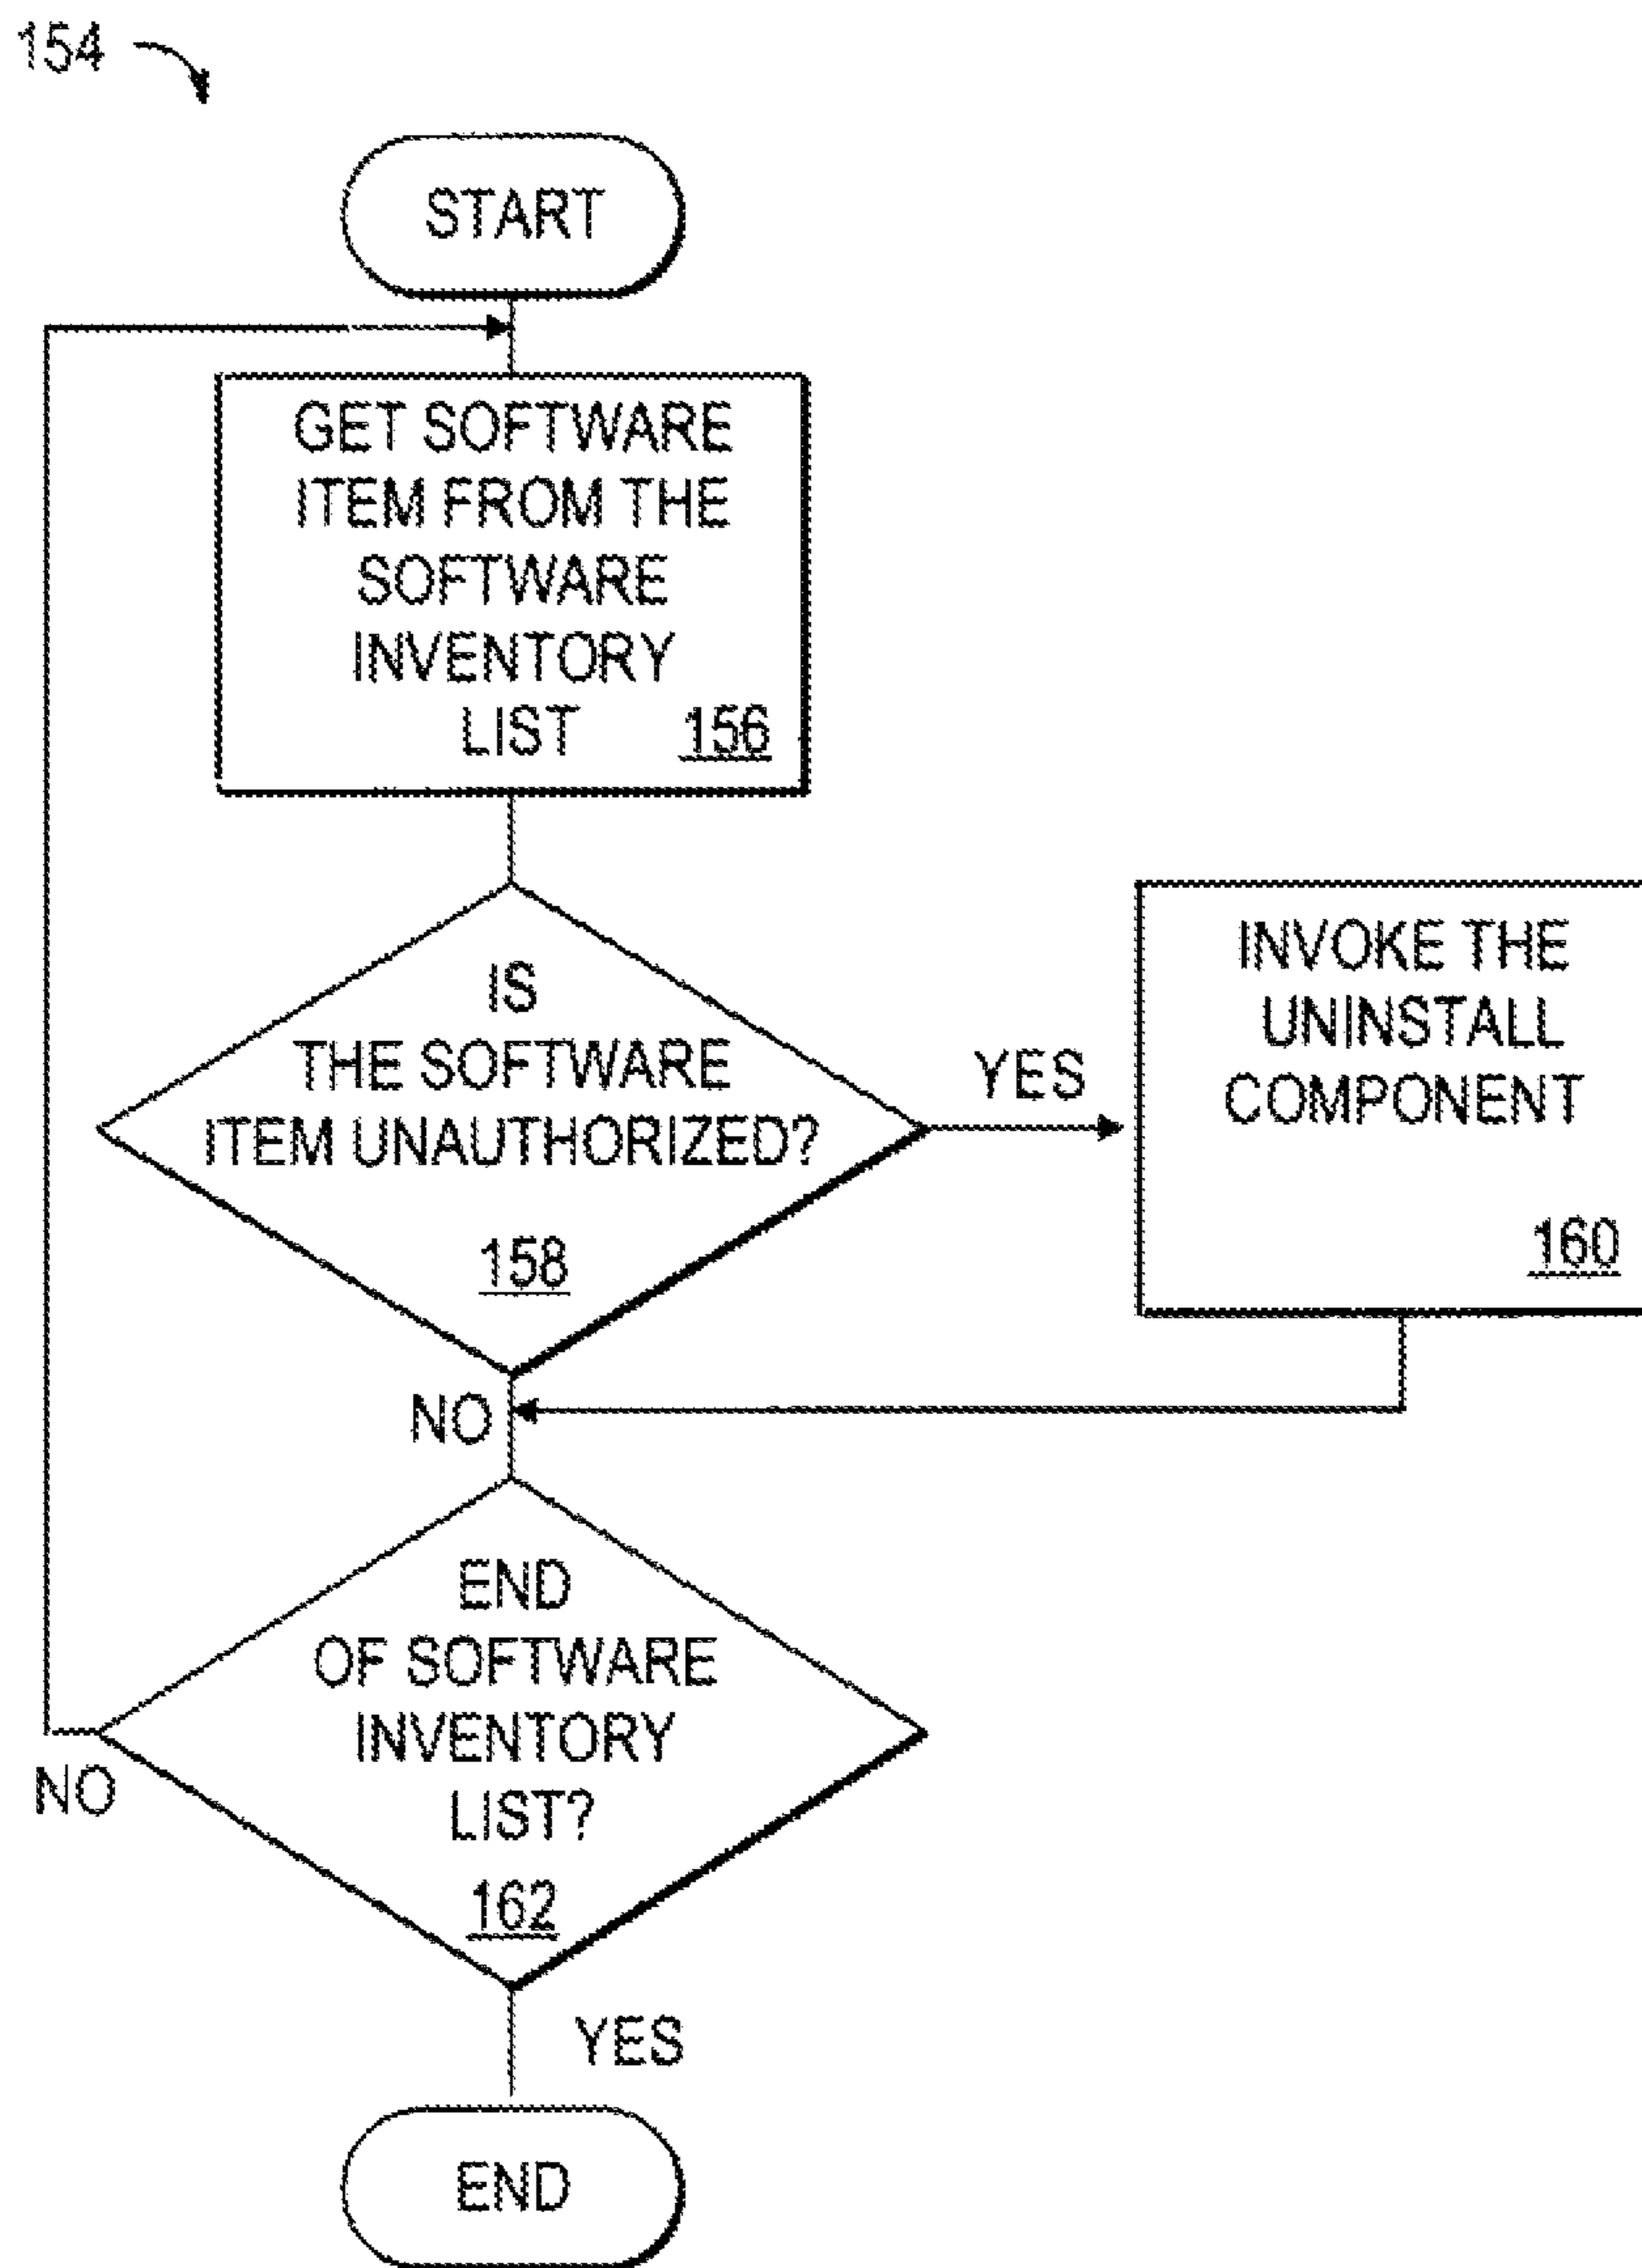 154
START
GET SOFTWARE
ITEM FROM THE
SOFTWARE
INVENTORY
LIST 156
IS
THE SOFTWARE
ITEM UNAUTHORIZED?
158
YES
INVOKE THE
UNINSTALL
COMPONENT
160
NO
END
OF SOFTWARE
INVENTORY
LIST?
162
NO
YES
END